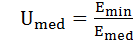 U_med = E_min / E_med